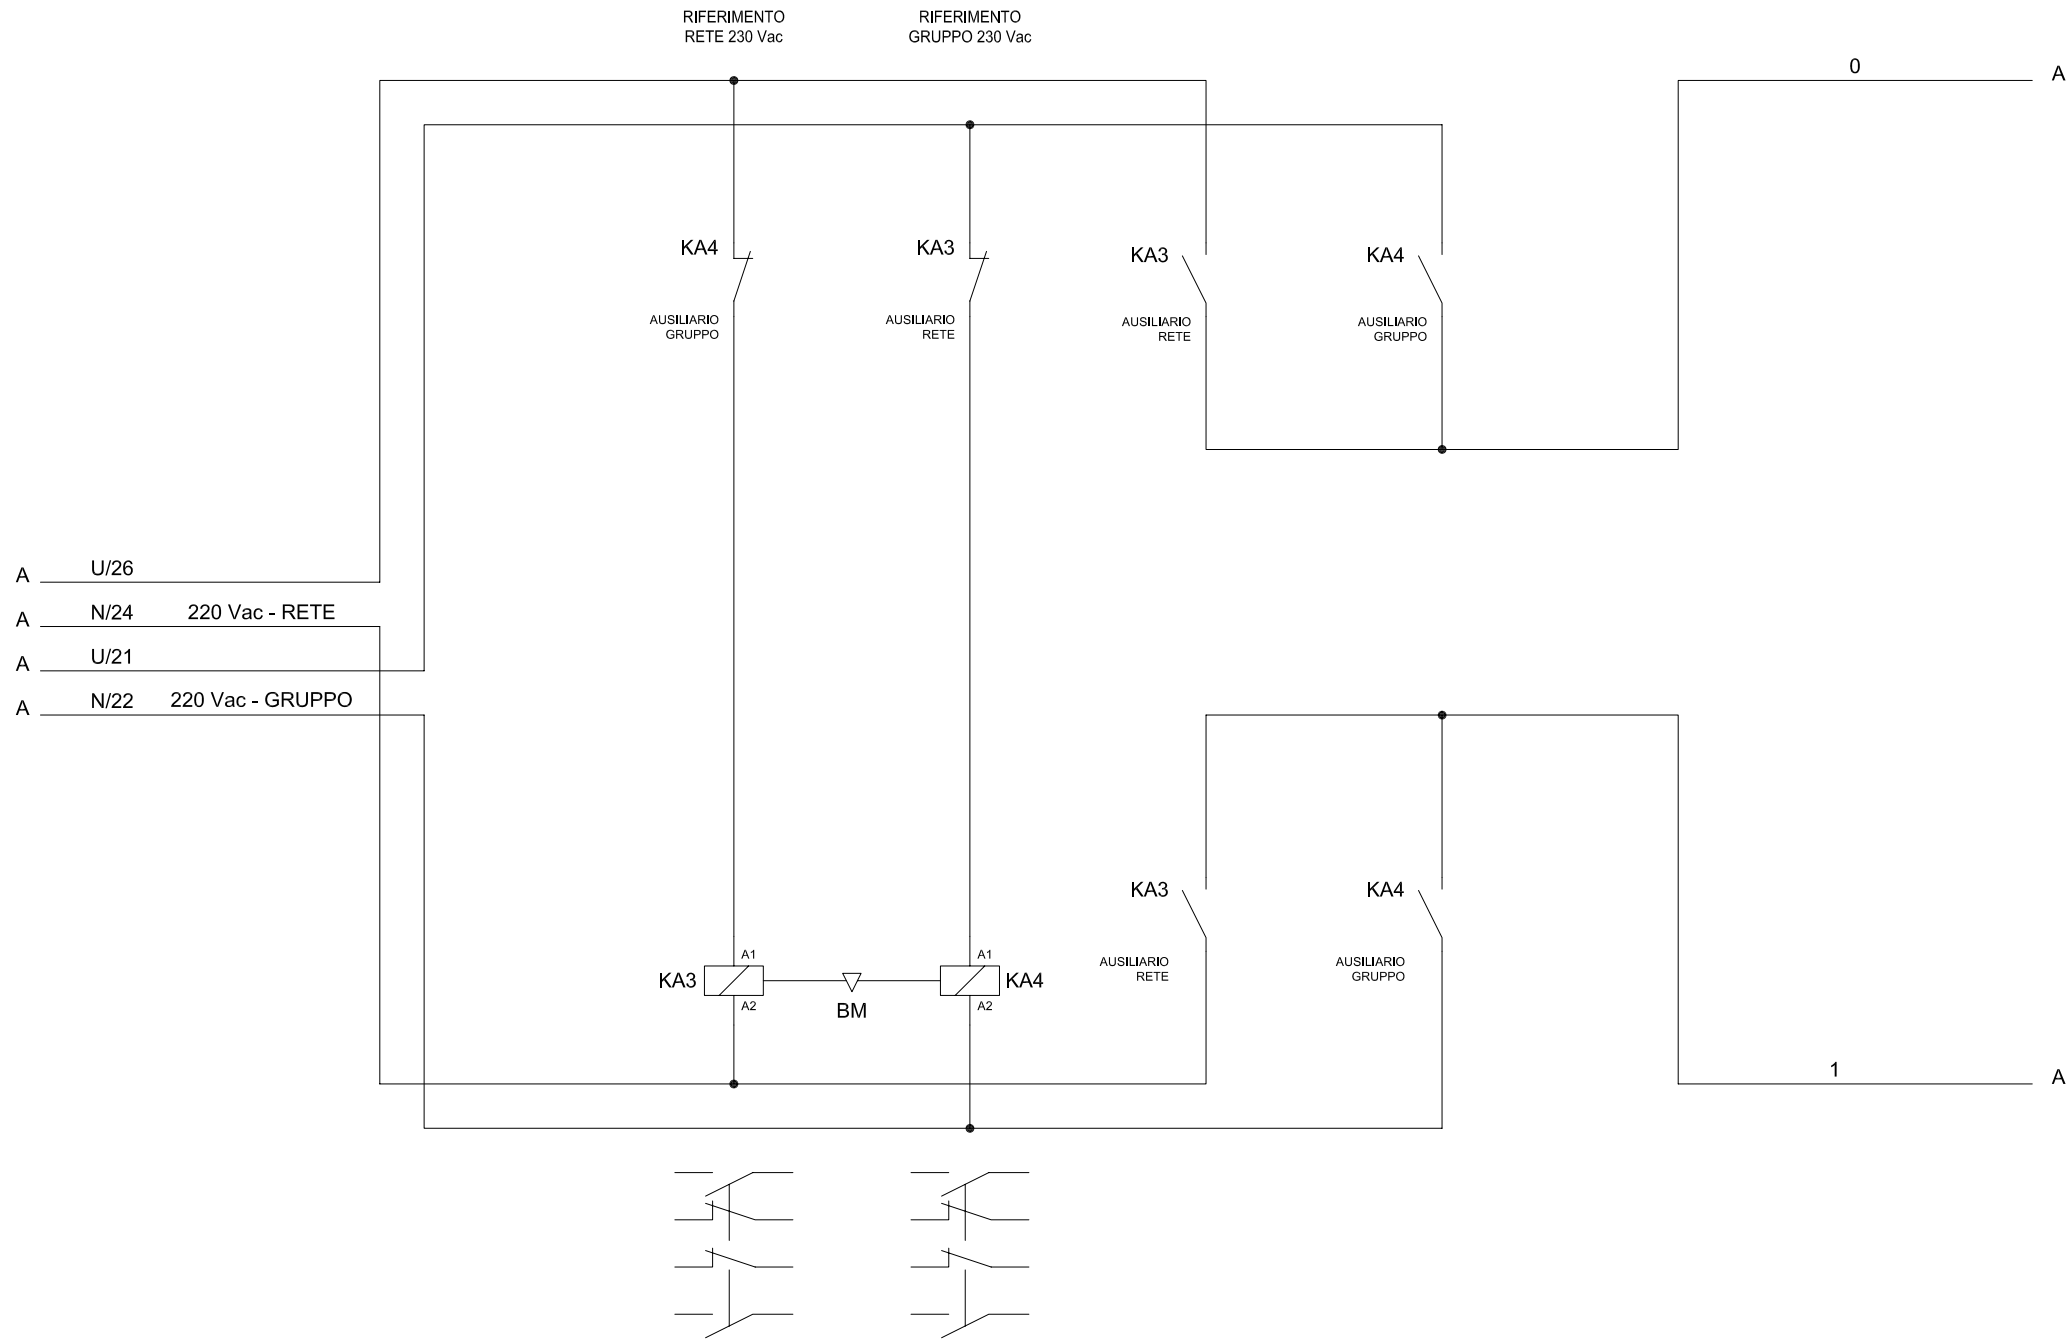 RIFERIMENTO
RETE 230 Vac
RIFERIMENTO
GRUPPO 230 Vac
0
A
KA4
AUSILIARIO
GRUPPO
KA3
AUSILIARIO
RETE
KA3
AUSILIARIO
RETE
KA4
AUSILIARIO
GRUPPO
A U/26
A N/24 220 Vac - RETE
A U/21
A N/22 220 Vac - GRUPPO
KA3
AUSILIARIO
RETE
KA4
AUSILIARIO
GRUPPO
A1
KA3
A2
BM
A1
KA4
A2
1
A